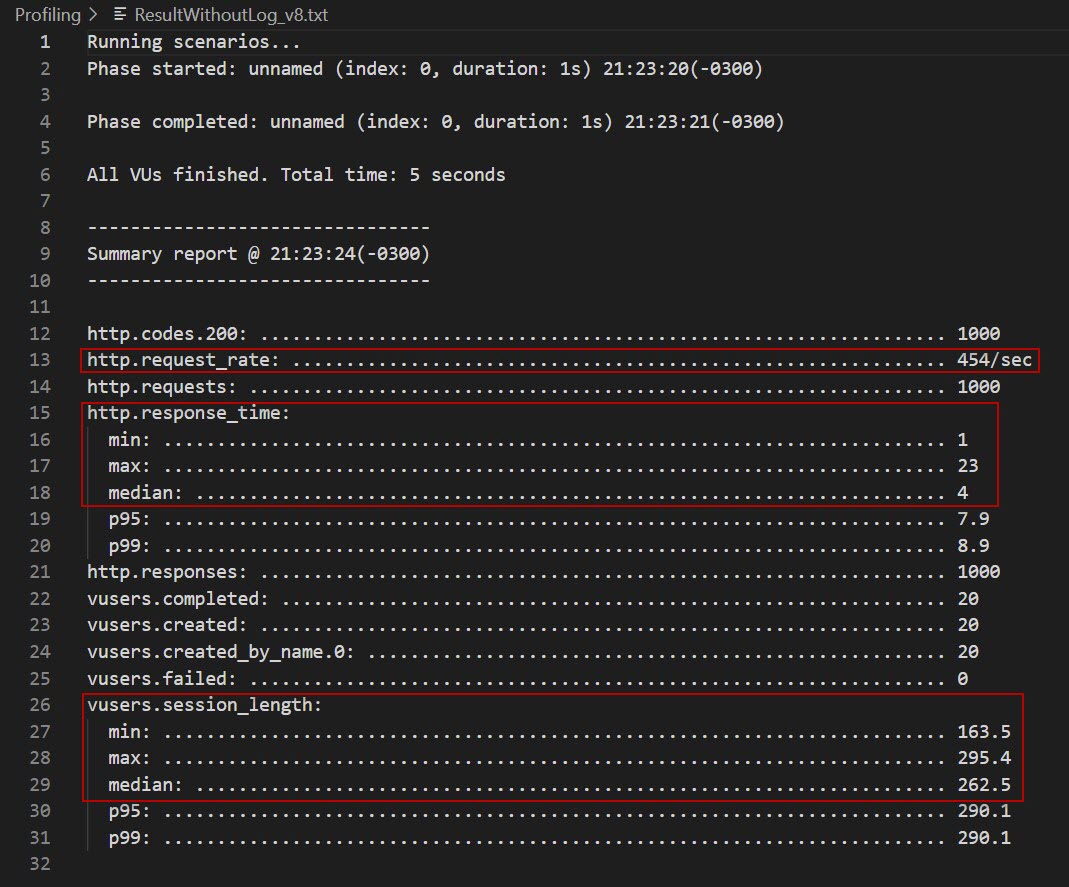 Profiling > ResultWithoutLog_v8.txt
1 Running scenarios...
2 Phase started: unnamed (index: 0, duration: 1s) 21:23:20(-0300)
3
4 Phase completed: unnamed (index: 0, duration: 1s) 21:23:21(-0300)
5
6 All VUs finished. Total time: 5 seconds
7
8 --------------------------------
9 Summary report @ 21:23:24(-0300)
10 --------------------------------
11
12 http.codes.200: ................................................................ 1000
13 http.request_rate: ............................................................. 454/sec
14 http.requests: ................................................................. 1000
15 http.response_time:
16 min: ......................................................................... 1
17 max: ......................................................................... 23
18 median: ...................................................................... 4
19 p95: ......................................................................... 7.9
20 p99: ......................................................................... 8.9
21 http.responses: ................................................................ 1000
22 vusers.completed: .............................................................. 20
23 vusers.created: ................................................................ 20
24 vusers.created_by_name.0: ...................................................... 20
25 vusers.failed: ................................................................. 0
26 vusers.session_length:
27 min: ......................................................................... 163.5
28 max: ......................................................................... 295.4
29 median: ...................................................................... 262.5
30 p95: ......................................................................... 290.1
31 p99: ......................................................................... 290.1
32